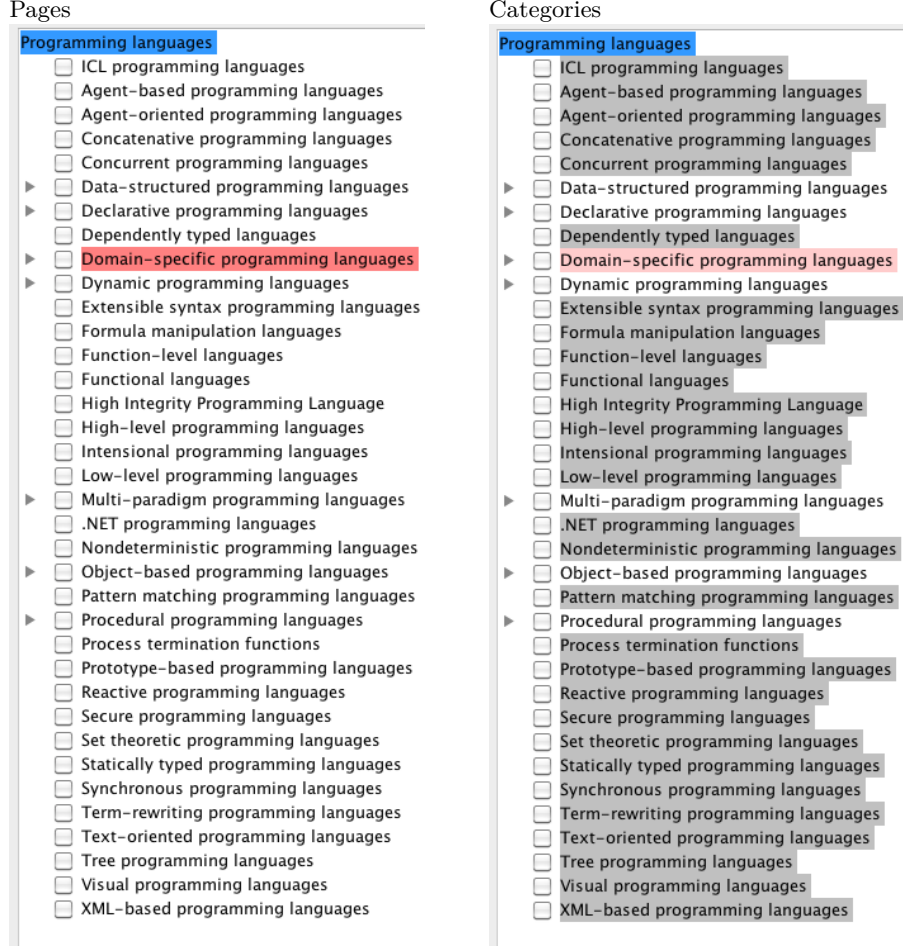 Pages
Programming languages
ICL programming languages
Agent-based programming languages
Agent-oriented programming languages
Concatenative programming languages
Concurrent programming languages
Data-structured programming languages
Declarative programming languages
Dependently typed languages
Domain-specific programming languages
Dynamic programming languages
Extensible syntax programming languages
Formula manipulation languages
Function-level languages
Functional languages
High Integrity Programming Language
High-level programming languages
Intensional programming languages
Low-level programming languages
Multi-paradigm programming languages
.NET programming languages
Nondeterministic programming languages
Object-based programming languages
Pattern matching programming languages
Procedural programming languages
Process termination functions
Prototype-based programming languages
Reactive programming languages
Secure programming languages
Set theoretic programming languages
Statically typed programming languages
Synchronous programming languages
Term-rewriting programming languages
Text-oriented programming languages
Tree programming languages
Visual programming languages
XML-based programming languages
Categories
Programming languages
ICL programming languages
Agent-based programming languages
Agent-oriented programming languages
Concatenative programming languages
Concurrent programming languages
Data-structured programming languages
Declarative programming languages
Dependently typed languages
Domain-specific programming languages
Dynamic programming languages
Extensible syntax programming languages
Formula manipulation languages
Function-level languages
Functional languages
High Integrity Programming Language
High-level programming languages
Intensional programming languages
Low-level programming languages
Multi-paradigm programming languages
.NET programming languages
Nondeterministic programming languages
Object-based programming languages
Pattern matching programming languages
Procedural programming languages
Process termination functions
Prototype-based programming languages
Reactive programming languages
Secure programming languages
Set theoretic programming languages
Statically typed programming languages
Synchronous programming languages
Term-rewriting programming languages
Text-oriented programming languages
Tree programming languages
Visual programming languages
XML-based programming languages